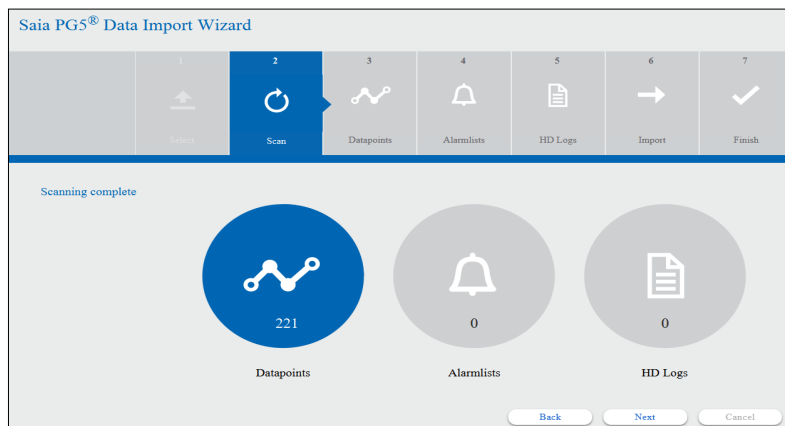 Saia PG5® Data Import Wizard
1 2 3 4 5 6 7
Select Scan Datapoints Alarmlists HD Logs Import Finish
Scanning complete
221 0 0
Datapoints Alarmlists HD Logs
Back Next Cancel